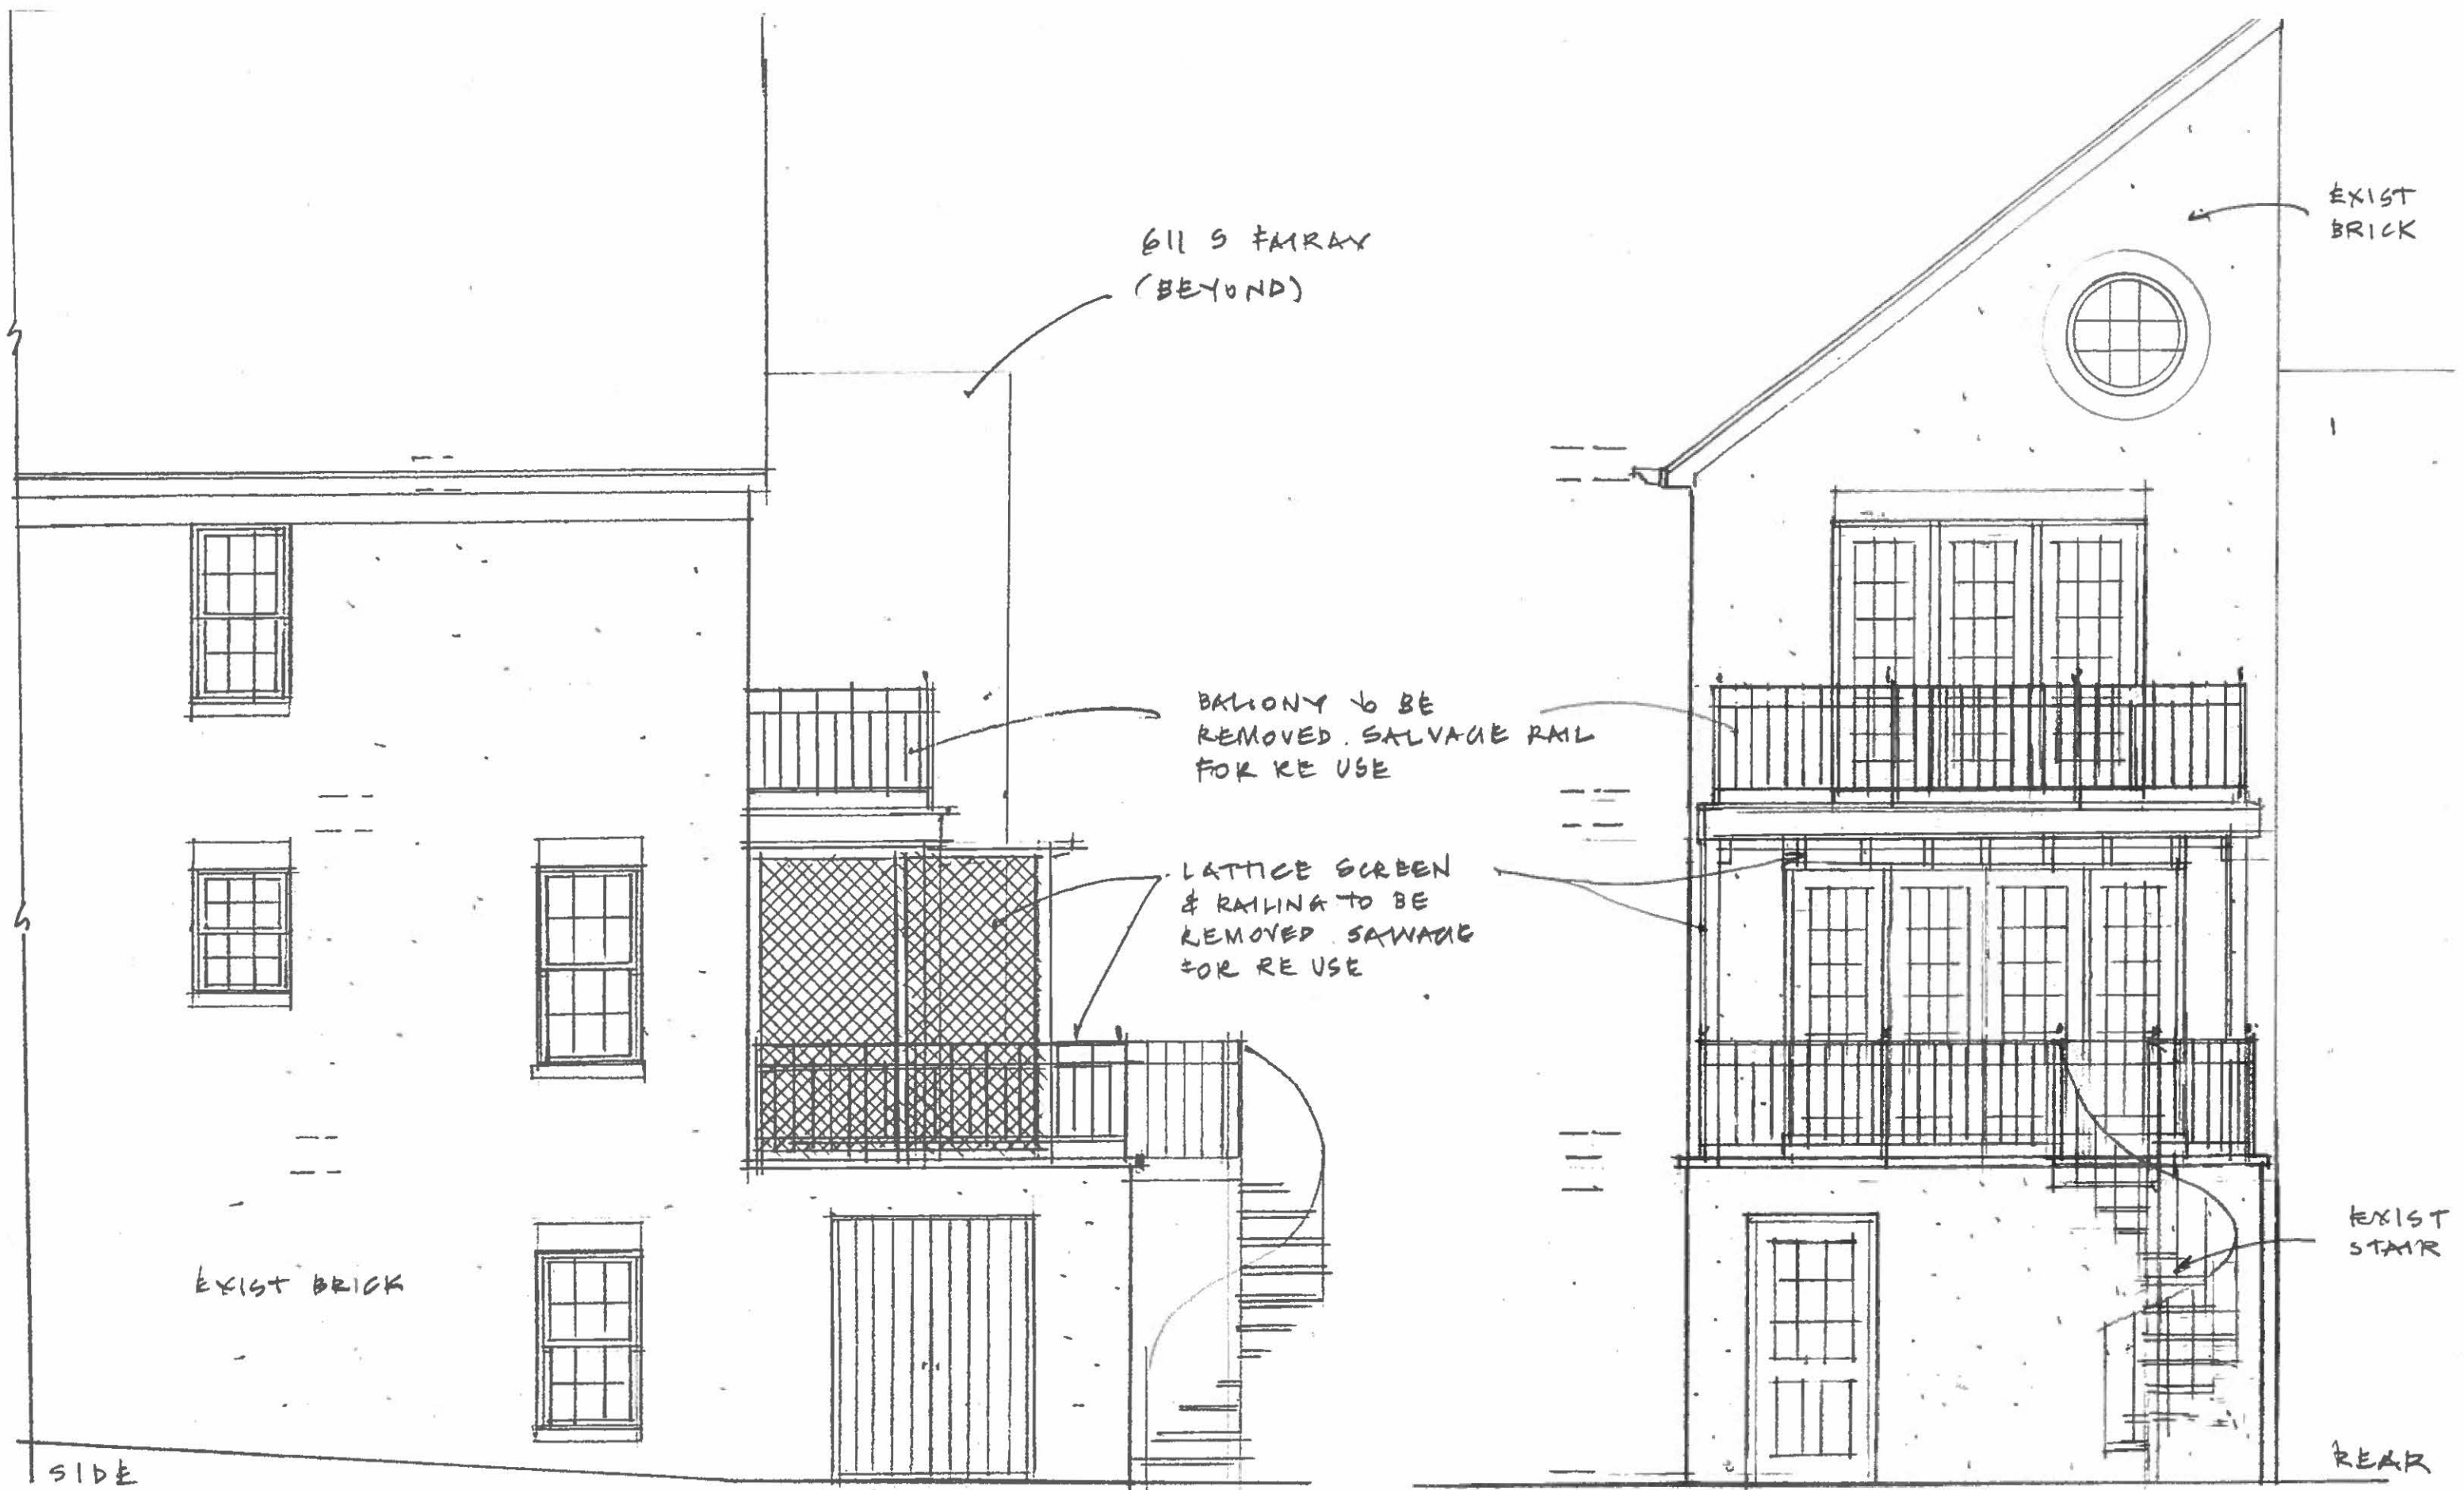 611 S FAIRAX
(BEYOND)
EXIST
BRICK
BALCONY TO BE
REMOVED. SALVAGE RAIL
FOR RE USE
LATTICE SCREEN
& RAILING TO BE
REMOVED. SALVAGE
FOR RE USE
EXIST BRICK
EXIST
STAIR
SIDE
REAR